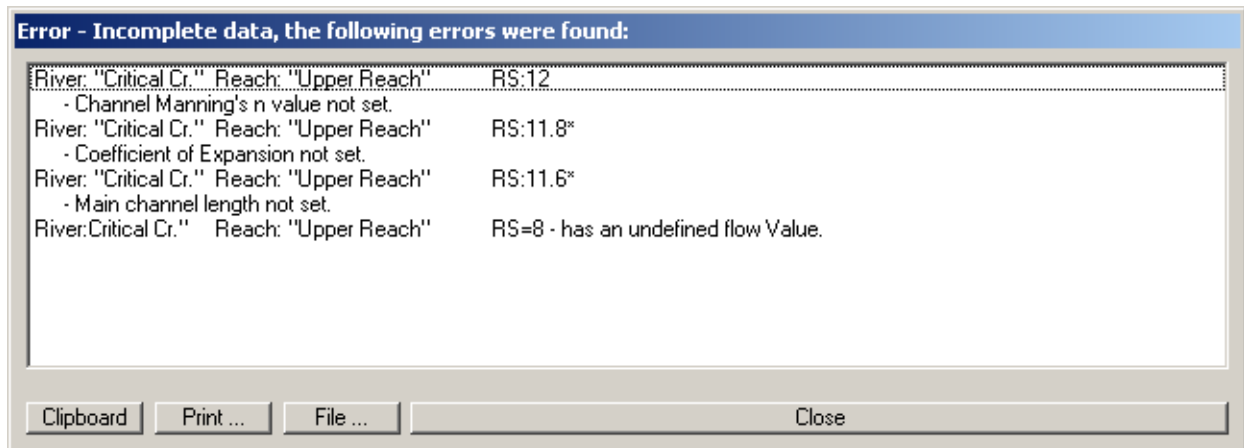 Error - Incomplete data, the following errors were found:
River: "Critical Cr." Reach: "Upper Reach" RS:12
- Channel Manning's n value not set.
River: "Critical Cr." Reach: "Upper Reach" RS:11.8*
- Coefficient of Expansion not set.
River: "Critical Cr." Reach: "Upper Reach" RS:11.6*
- Main channel length not set.
River:Critical Cr." Reach: "Upper Reach" RS=8 - has an undefined flow Value.
Clipboard Print ... File ... Close